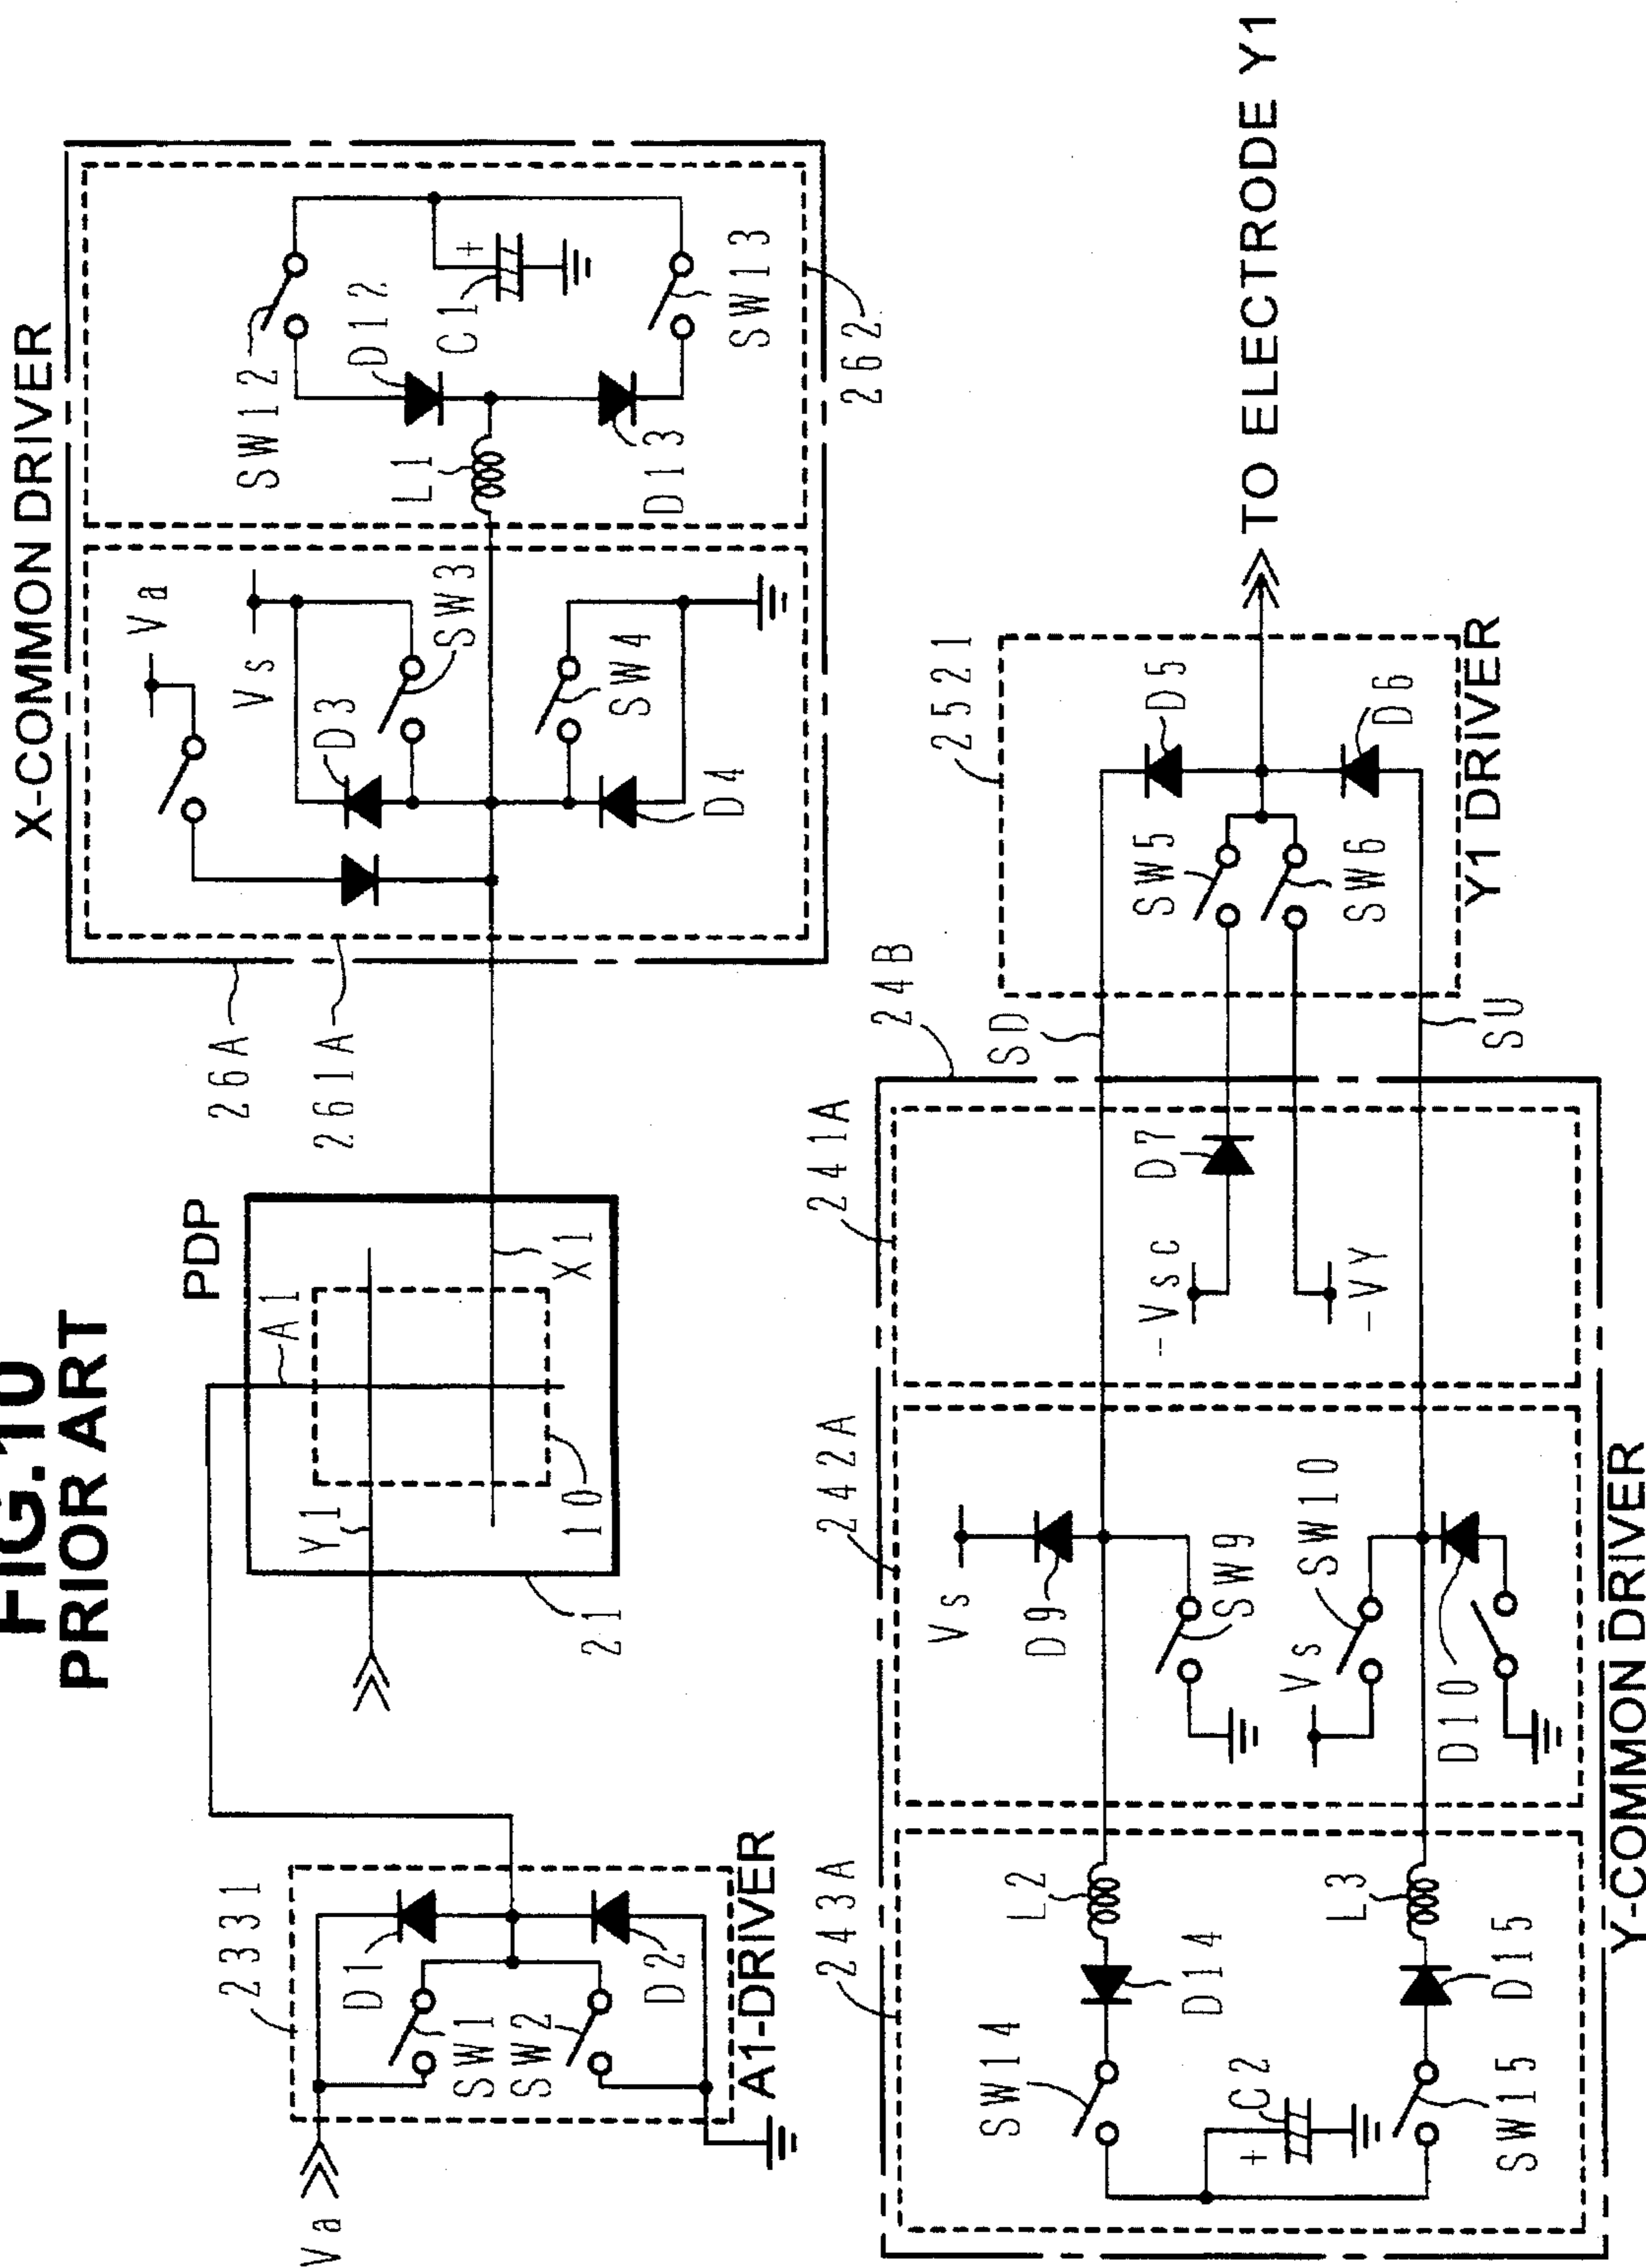 FIG.10
PRIOR ART
X-COMMON DRIVER
26A
261A
Va
Vs
D3
SW3
SW4
D4
SW12
D12
C1
+
L1
D13
SW13
262
PDP
A1
Y1
X1
10
21
2331
Va
D1
SW1
SW2
D2
A1-DRIVER
243A
L2
D14
SW14
C2
+
L3
D15
SW15
242A
Vs
D9
SW9
SW10
Vs
D10
241A
D7
-Vsc
-VY
24B
Y-COMMON DRIVER
SD
SU
2521
D5
SW5
SW6
D6
Y1 DRIVER
TO ELECTRODE Y1